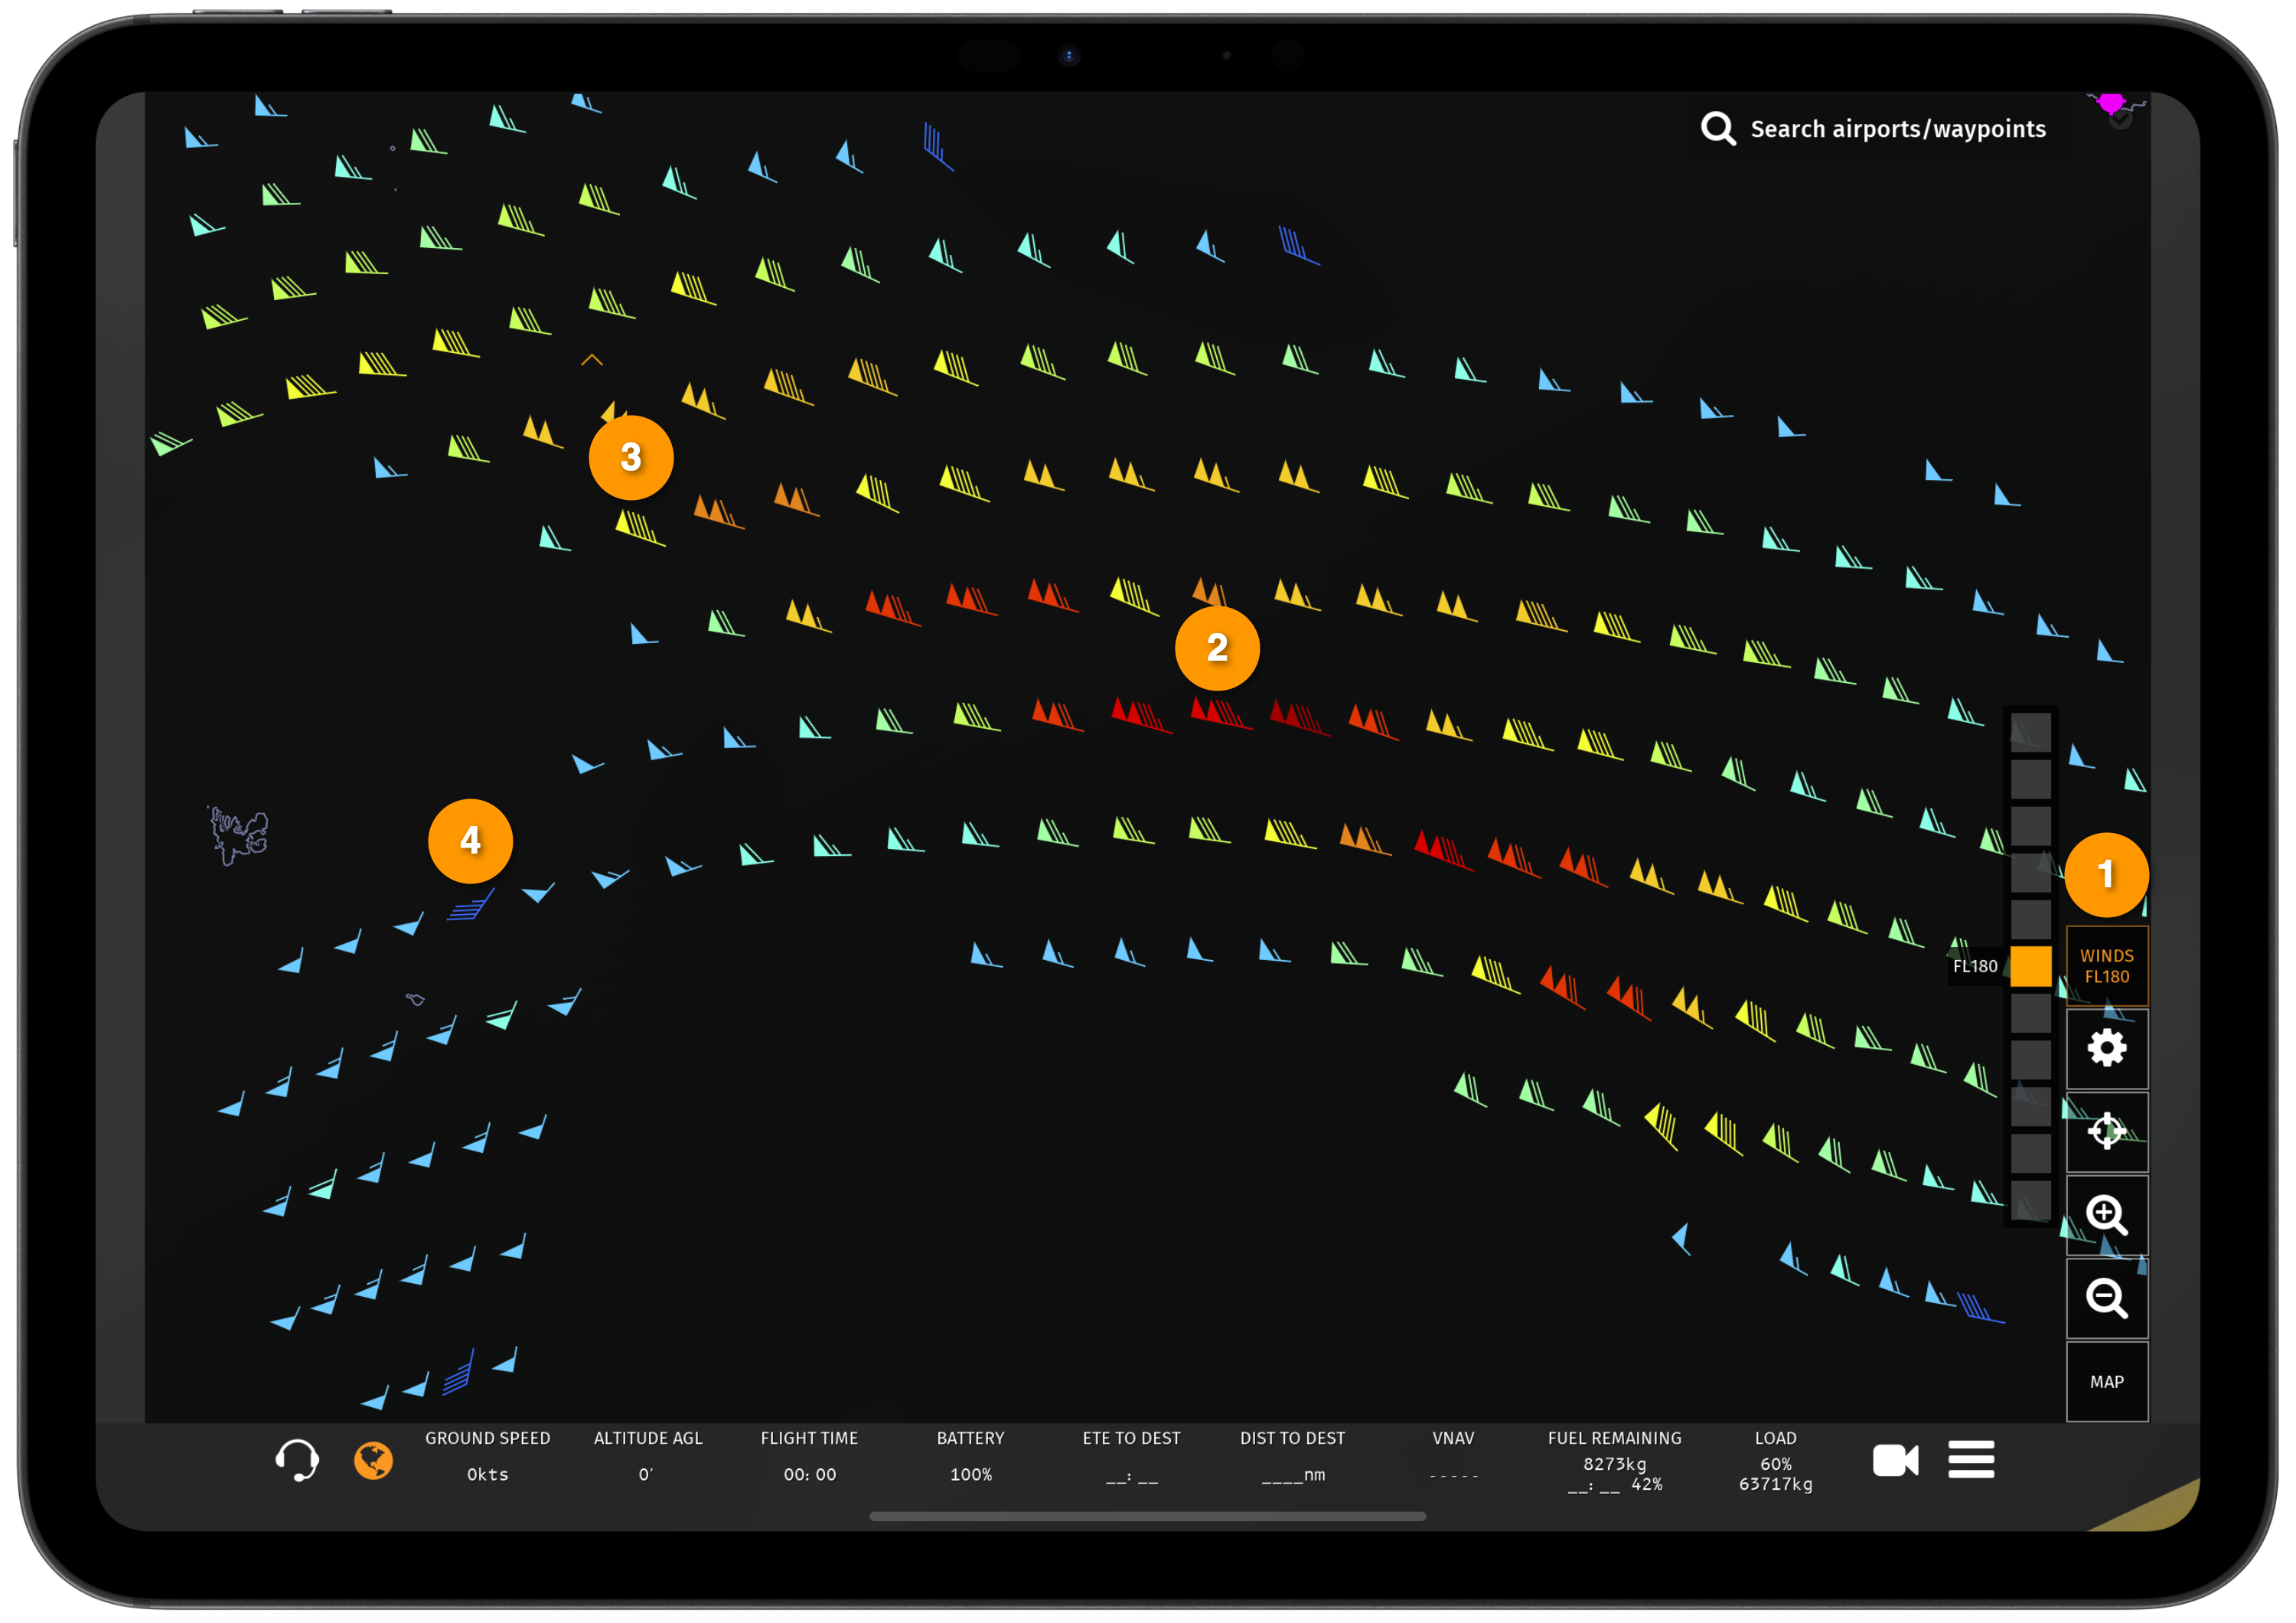 Search airports/waypoints
3
2
4
1
FL180
WINDS
FL180
MAP
GROUND SPEED
0kts
ALTITUDE AGL
0'
FLIGHT TIME
00:00
BATTERY
100%
ETE TO DEST
__:__
DIST TO DEST
____nm
VNAV
-----
FUEL REMAINING
8273kg
__:__ 42%
LOAD
60%
63717kg